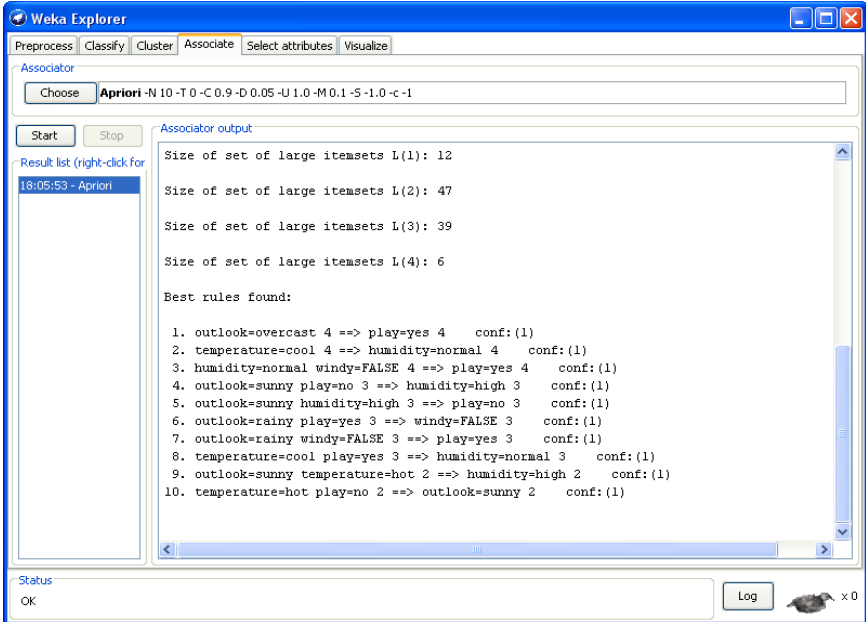 Weka Explorer
Preprocess Classify Cluster Associate Select attributes Visualize
Associator
Choose Apriori -N 10 -T 0 -C 0.9 -D 0.05 -U 1.0 -M 0.1 -S -1.0 -c -1
Start Stop
Result list (right-click for
18:05:53 - Apriori
Associator output
Size of set of large itemsets L(1): 12
Size of set of large itemsets L(2): 47
Size of set of large itemsets L(3): 39
Size of set of large itemsets L(4): 6
Best rules found:
1. outlook=overcast 4 ==> play=yes 4 conf:(1)
2. temperature=cool 4 ==> humidity=normal 4 conf:(1)
3. humidity=normal windy=FALSE 4 ==> play=yes 4 conf:(1)
4. outlook=sunny play=no 3 ==> humidity=high 3 conf:(1)
5. outlook=sunny humidity=high 3 ==> play=no 3 conf:(1)
6. outlook=rainy play=yes 3 ==> windy=FALSE 3 conf:(1)
7. outlook=rainy windy=FALSE 3 ==> play=yes 3 conf:(1)
8. temperature=cool play=yes 3 ==> humidity=normal 3 conf:(1)
9. outlook=sunny temperature=hot 2 ==> humidity=high 2 conf:(1)
10. temperature=hot play=no 2 ==> outlook=sunny 2 conf:(1)
Status
OK
Log
x 0